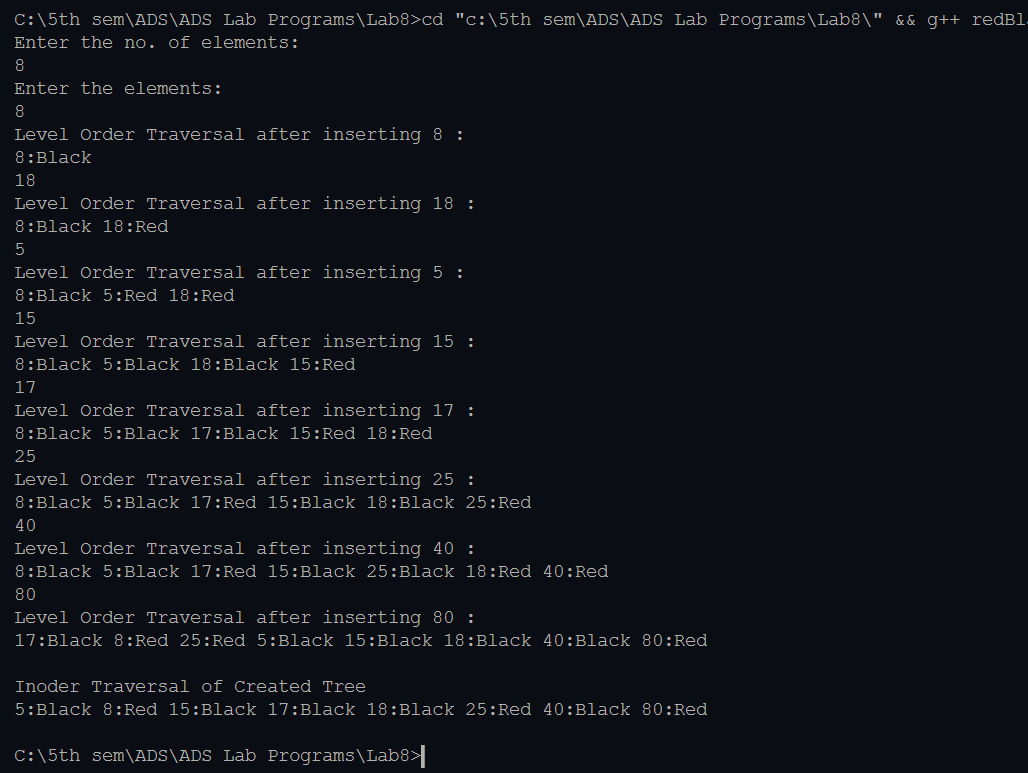 C:\5th sem\ADS\ADS Lab Programs\Lab8>cd "c:\5th sem\ADS\ADS Lab Programs\Lab8\" && g++
Enter the no. of elements:
8
Enter the elements:
8
Level Order Traversal after inserting 8 :
8:Black
18
Level Order Traversal after inserting 18 :
8:Black 18:Red
5
Level Order Traversal after inserting 5 :
8:Black 5:Red 18:Red
15
Level Order Traversal after inserting 15 :
8:Black 5:Black 18:Black 15:Red
17
Level Order Traversal after inserting 17 :
8:Black 5:Black 17:Black 15:Red 18:Red
25
Level Order Traversal after inserting 25 :
8:Black 5:Black 17:Red 15:Black 18:Black 25:Red
40
Level Order Traversal after inserting 40 :
8:Black 5:Black 17:Red 15:Black 25:Black 18:Red 40:Red
80
Level Order Traversal after inserting 80 :
17:Black 8:Red 25:Red 5:Black 15:Black 18:Black 40:Black 80:Red
Inoder Traversal of Created Tree
5:Black 8:Red 15:Black 17:Black 18:Black 25:Red 40:Black 80:Red
C:\5th sem\ADS\ADS Lab Programs\Lab8>